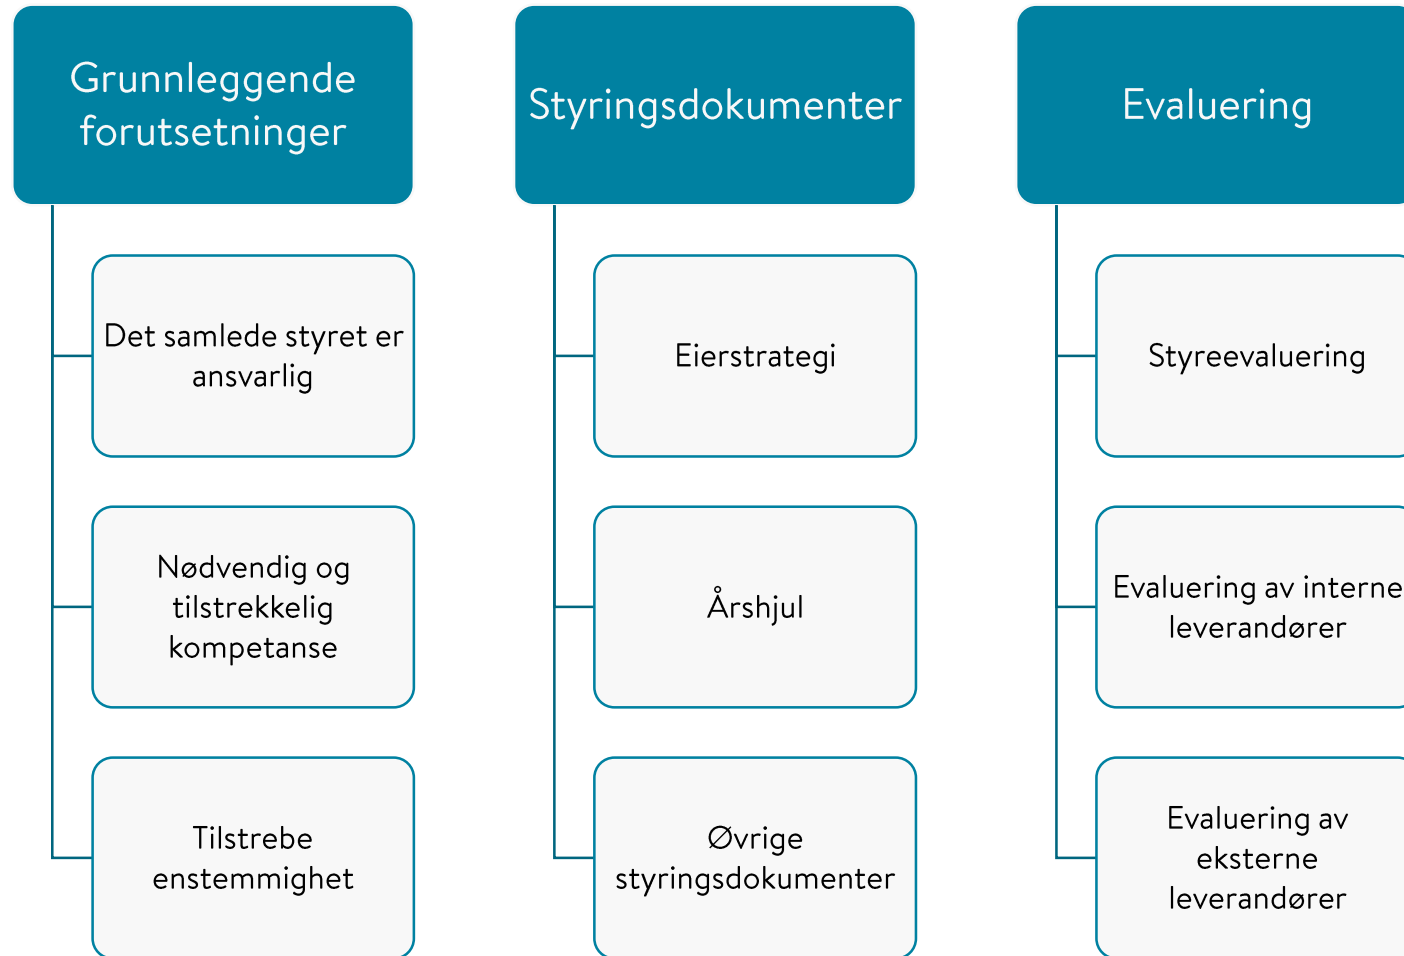 Grunnleggende
forutsetninger
Det samlede styret er
ansvarlig
Nødvendig og
tilstrekkelig
kompetanse
Tilstrebe
enstemmighet
Styringsdokumenter
Eierstrategi
Årshjul
Øvrige
styringsdokumenter
Evaluering
Styreevaluering
Evaluering av interne
leverandører
Evaluering av
eksterne
leverandører